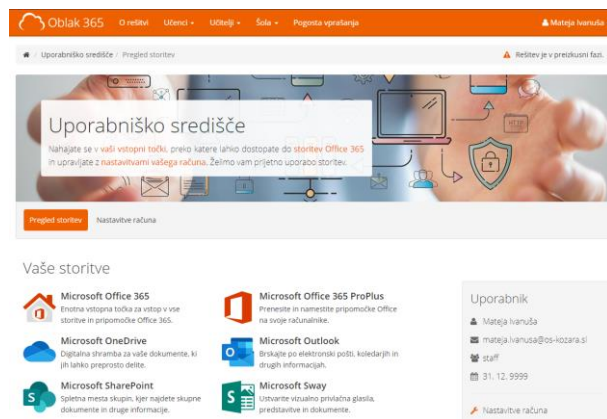 Oblak 365 O rešitvi Učenci Učitelji Šola Pogosta vprašanja Mateja Ivanuša
/ Uporabniško središče / Pregled storitev Rešitev je v preizkusni fazi.
Uporabniško središče
Nahajate se v vaši vstopni točki, preko katere lahko dostopate do storitev Office 365
in upravljate z nastavitvami vašega računa. Želimo vam prijetno uporabo storitev.
HTTP
Pregled storitev Nastavitve računa
Vaše storitve
Microsoft Office 365
Enotna vstopna točka za vstop v vse
storitve in pripomočke Office 365.
Microsoft Office 365 ProPlus
Prenesite in namestite pripomočke Office
na svoje računalnike.
Microsoft OneDrive
Digitalna shramba za vaše dokumente, ki
jih lahko preprosto delite.
Microsoft Outlook
Brskajte po elektronski pošti, koledarjih in
drugih informacijah.
Microsoft SharePoint
Spletna mesta skupin, kjer najdete skupne
dokumente in druge informacije.
Microsoft Sway
Ustvarite vizualno privlačna glasila,
predstavitve in dokumente.
Uporabnik
Mateja Ivanuša
mateja.ivanusa@os-kozara.si
staff
31. 12. 9999
Nastavitve računa